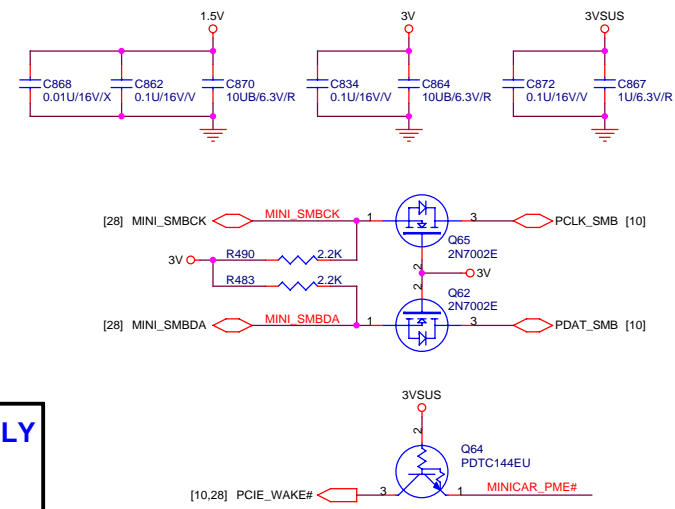 1.5V
3V
3VSUS
C868
0.01U/16V/X
C862
0.1U/16V/V
C870
10UB/6.3V/R
C834
0.1U/16V/V
C864
10UB/6.3V/R
C872
0.1U/16V/V
C867
1U/6.3V/R
[28] MINI_SMBCK
MINI_SMBCK
1
3
PCLK_SMB [10]
Q65
2N7002E
2
3V
R490
2.2K
3V
R483
2.2K
2
Q62
2N7002E
[28] MINI_SMBDA
MINI_SMBDA
1
3
PDAT_SMB [10]
LY
3VSUS
2
Q64
PDTC144EU
[10,28] PCIE_WAKE#
3
1
MINICAR_PME#